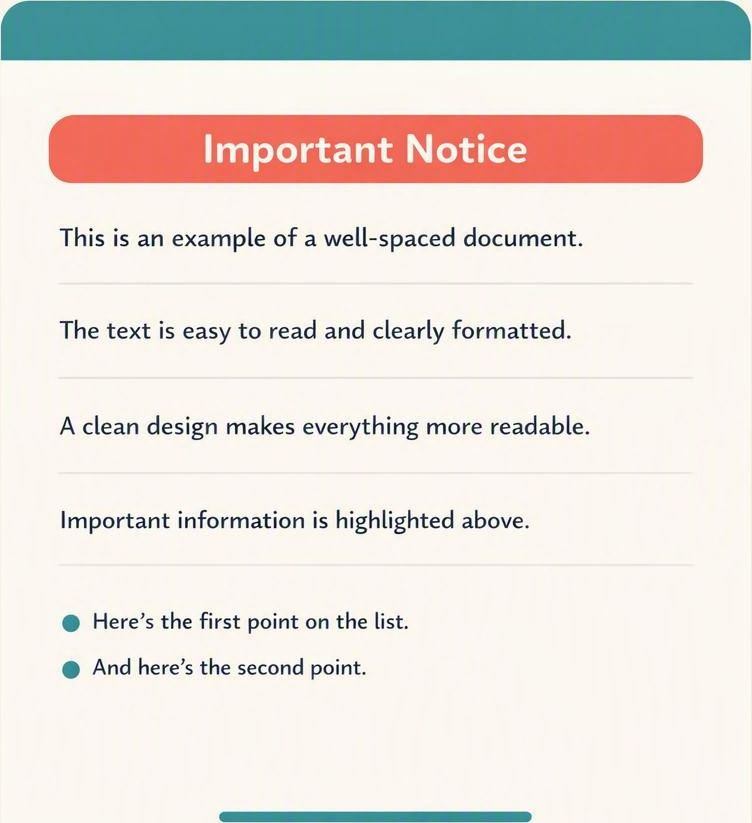 Important Notice
This is an example of a well-spaced document.
The text is easy to read and clearly formatted.
A clean design makes everything more readable.
Important information is highlighted above.
Here’s the first point on the list.
And here’s the second point.